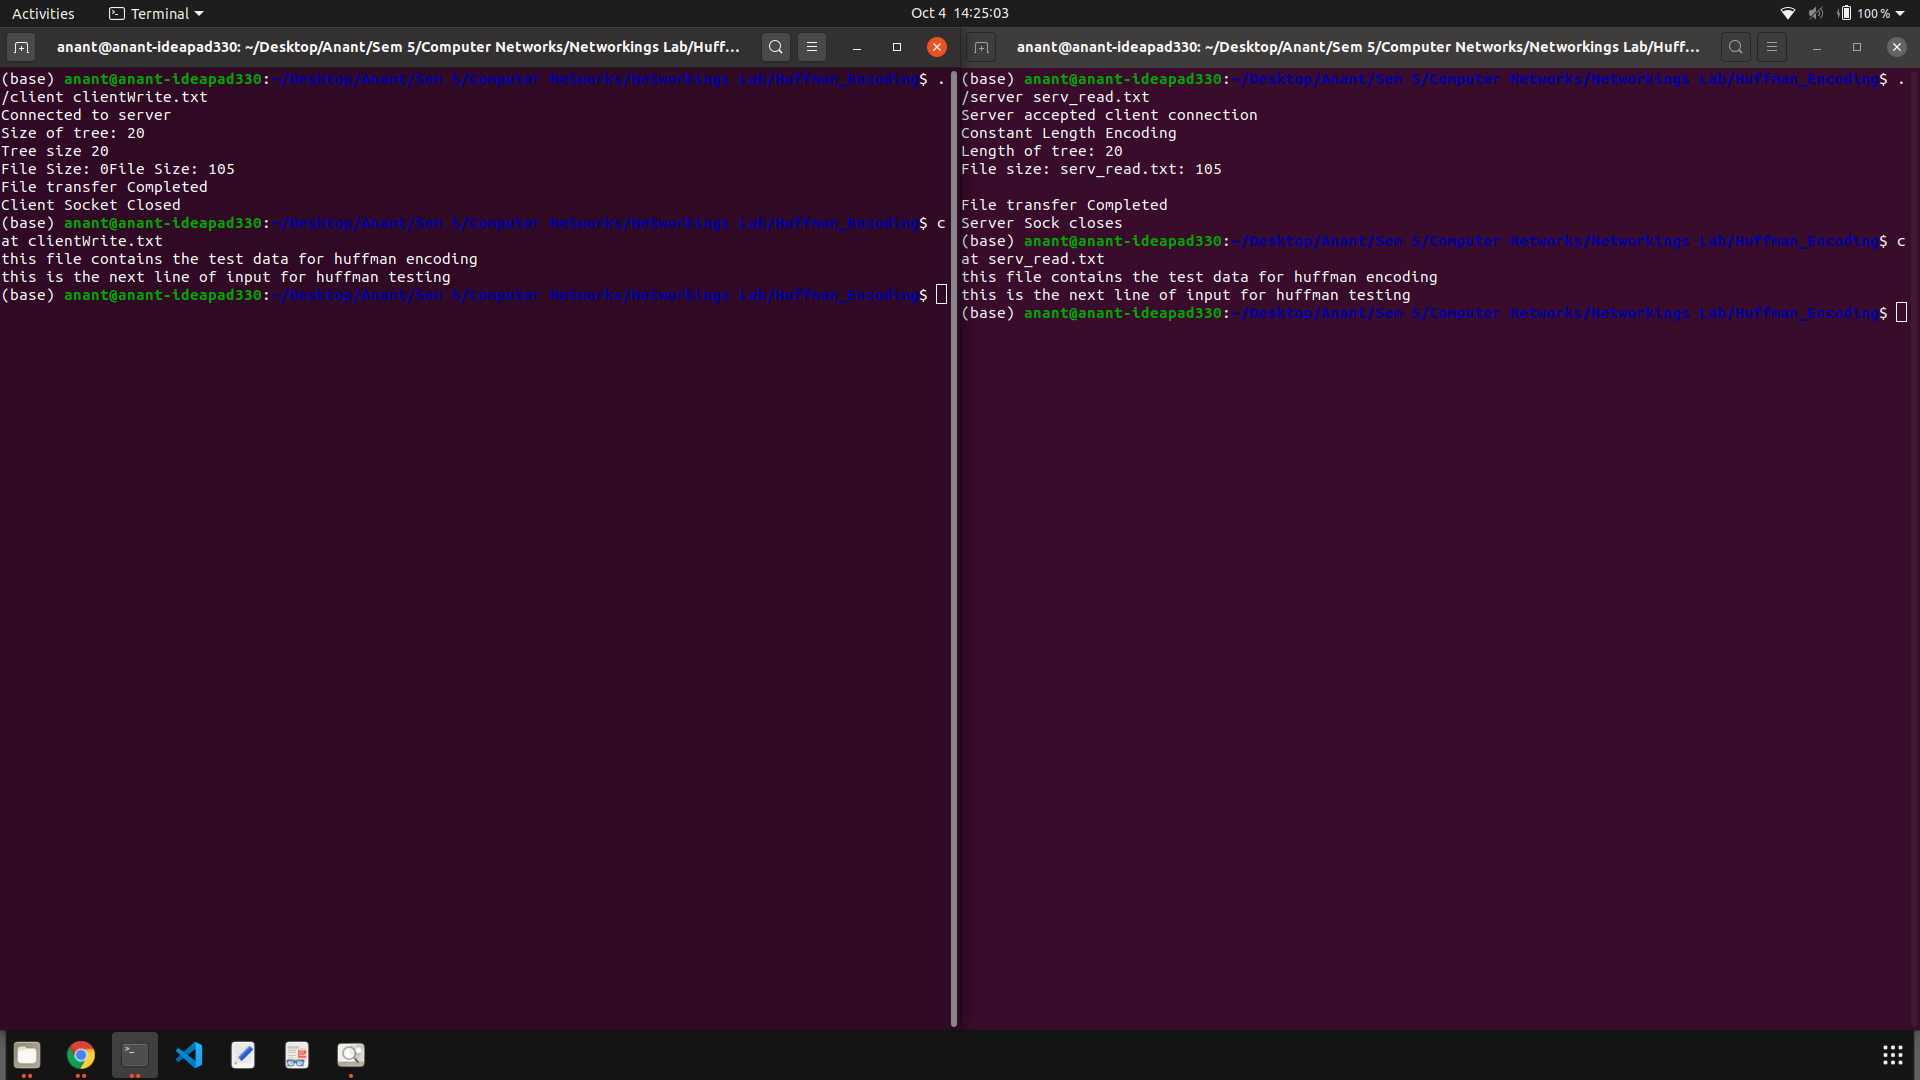 Activities
Terminal
Oct 4 14:25:03
100 %
anant@anant-ideapad330: ~/Desktop/Anant/Sem 5/Computer Networks/Networkings Lab/Huff...
(base) anant@anant-ideapad330:~/Desktop/Anant/Sem 5/Computer Networks/Networkings Lab/Huffman_Encoding$ .
/client clientWrite.txt
Connected to server
Size of tree: 20
Tree size 20
File Size: 0File Size: 105
File transfer Completed
Client Socket Closed
(base) anant@anant-ideapad330:~/Desktop/Anant/Sem 5/Computer Networks/Networkings Lab/Huffman_Encoding$ c
at clientWrite.txt
this file contains the test data for huffman encoding
this is the next line of input for huffman testing
(base) anant@anant-ideapad330:~/Desktop/Anant/Sem 5/Computer Networks/Networkings Lab/Huffman_Encoding$
anant@anant-ideapad330: ~/Desktop/Anant/Sem 5/Computer Networks/Networkings Lab/Huff...
(base) anant@anant-ideapad330:~/Desktop/Anant/Sem 5/Computer Networks/Networkings Lab/Huffman_Encoding$ .
/server serv_read.txt
Server accepted client connection
Constant Length Encoding
Length of tree: 20
File size: serv_read.txt: 105
File transfer Completed
Server Sock closes
(base) anant@anant-ideapad330:~/Desktop/Anant/Sem 5/Computer Networks/Networkings Lab/Huffman_Encoding$ c
at serv_read.txt
this file contains the test data for huffman encoding
this is the next line of input for huffman testing
(base) anant@anant-ideapad330:~/Desktop/Anant/Sem 5/Computer Networks/Networkings Lab/Huffman_Encoding$